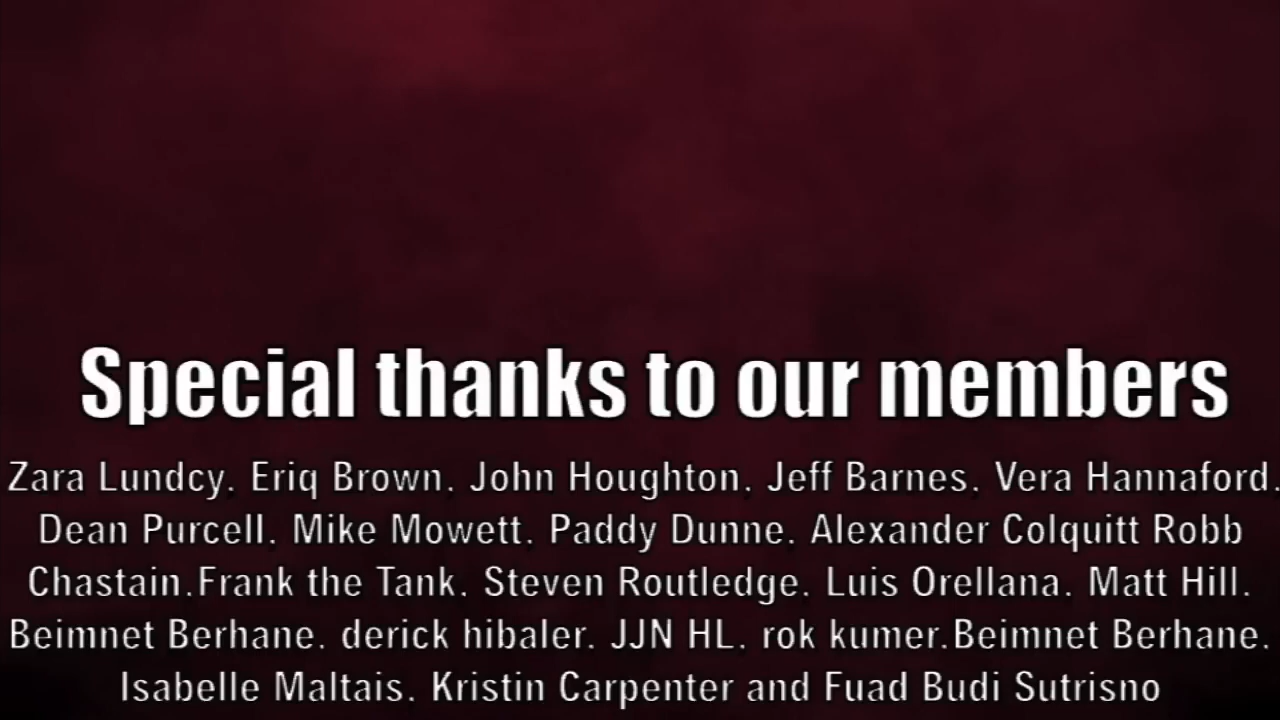 Special thanks to our members
Zara Lundcy, Eriq Brown, John Houghton, Jeff Barnes, Vera Hannaford,
Dean Purcell, Mike Mowett, Paddy Dunne, Alexander Colquitt Robb
Chastain,Frank the Tank, Steven Routledge, Luis Orellana, Matt Hill,
Beimnet Berhane, derick hibaler, JJN HL, rok kumer,Beimnet Berhane,
Isabelle Maltais, Kristin Carpenter and Fuad Budi Sutrisno